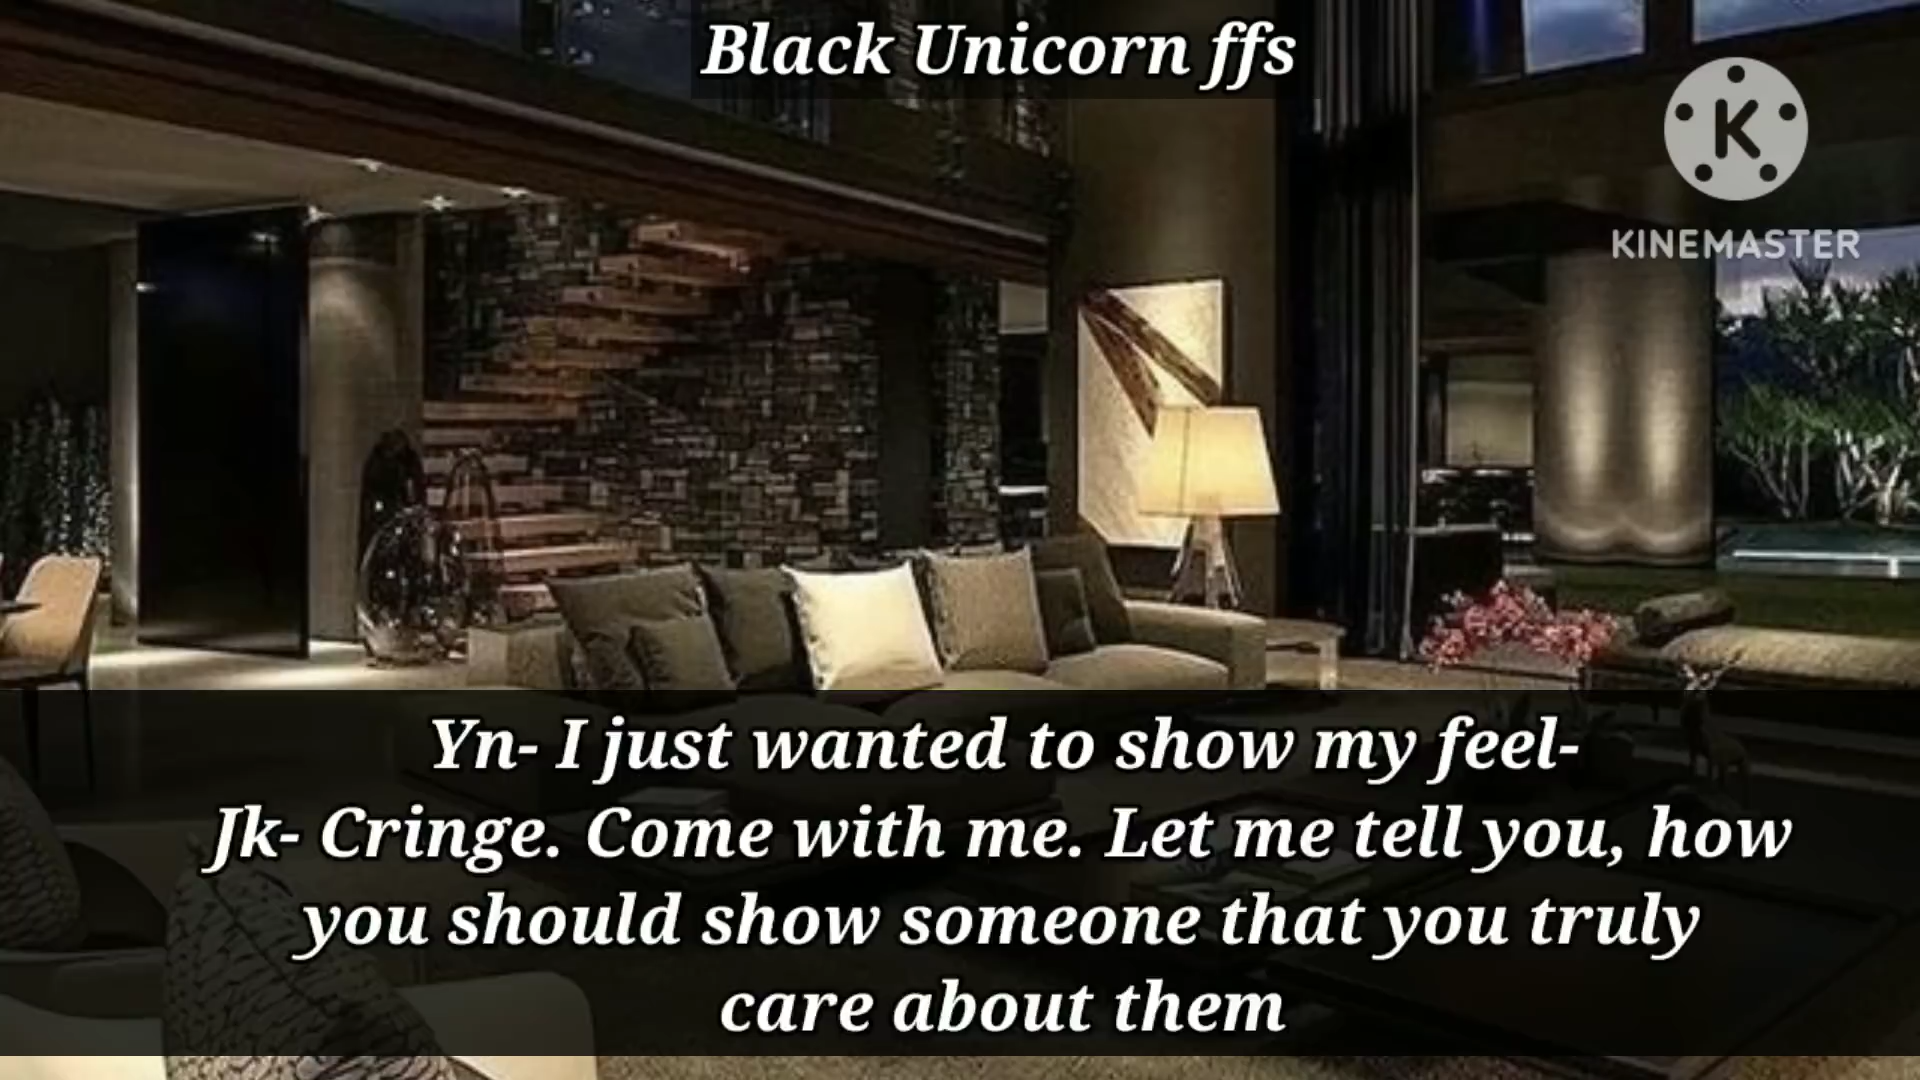 Black Unicorn ffs
K
KINEMASTER
Yn- I just wanted to show my feel-
Jk- Cringe. Come with me. Let me tell you, how
you should show someone that you truly
care about them